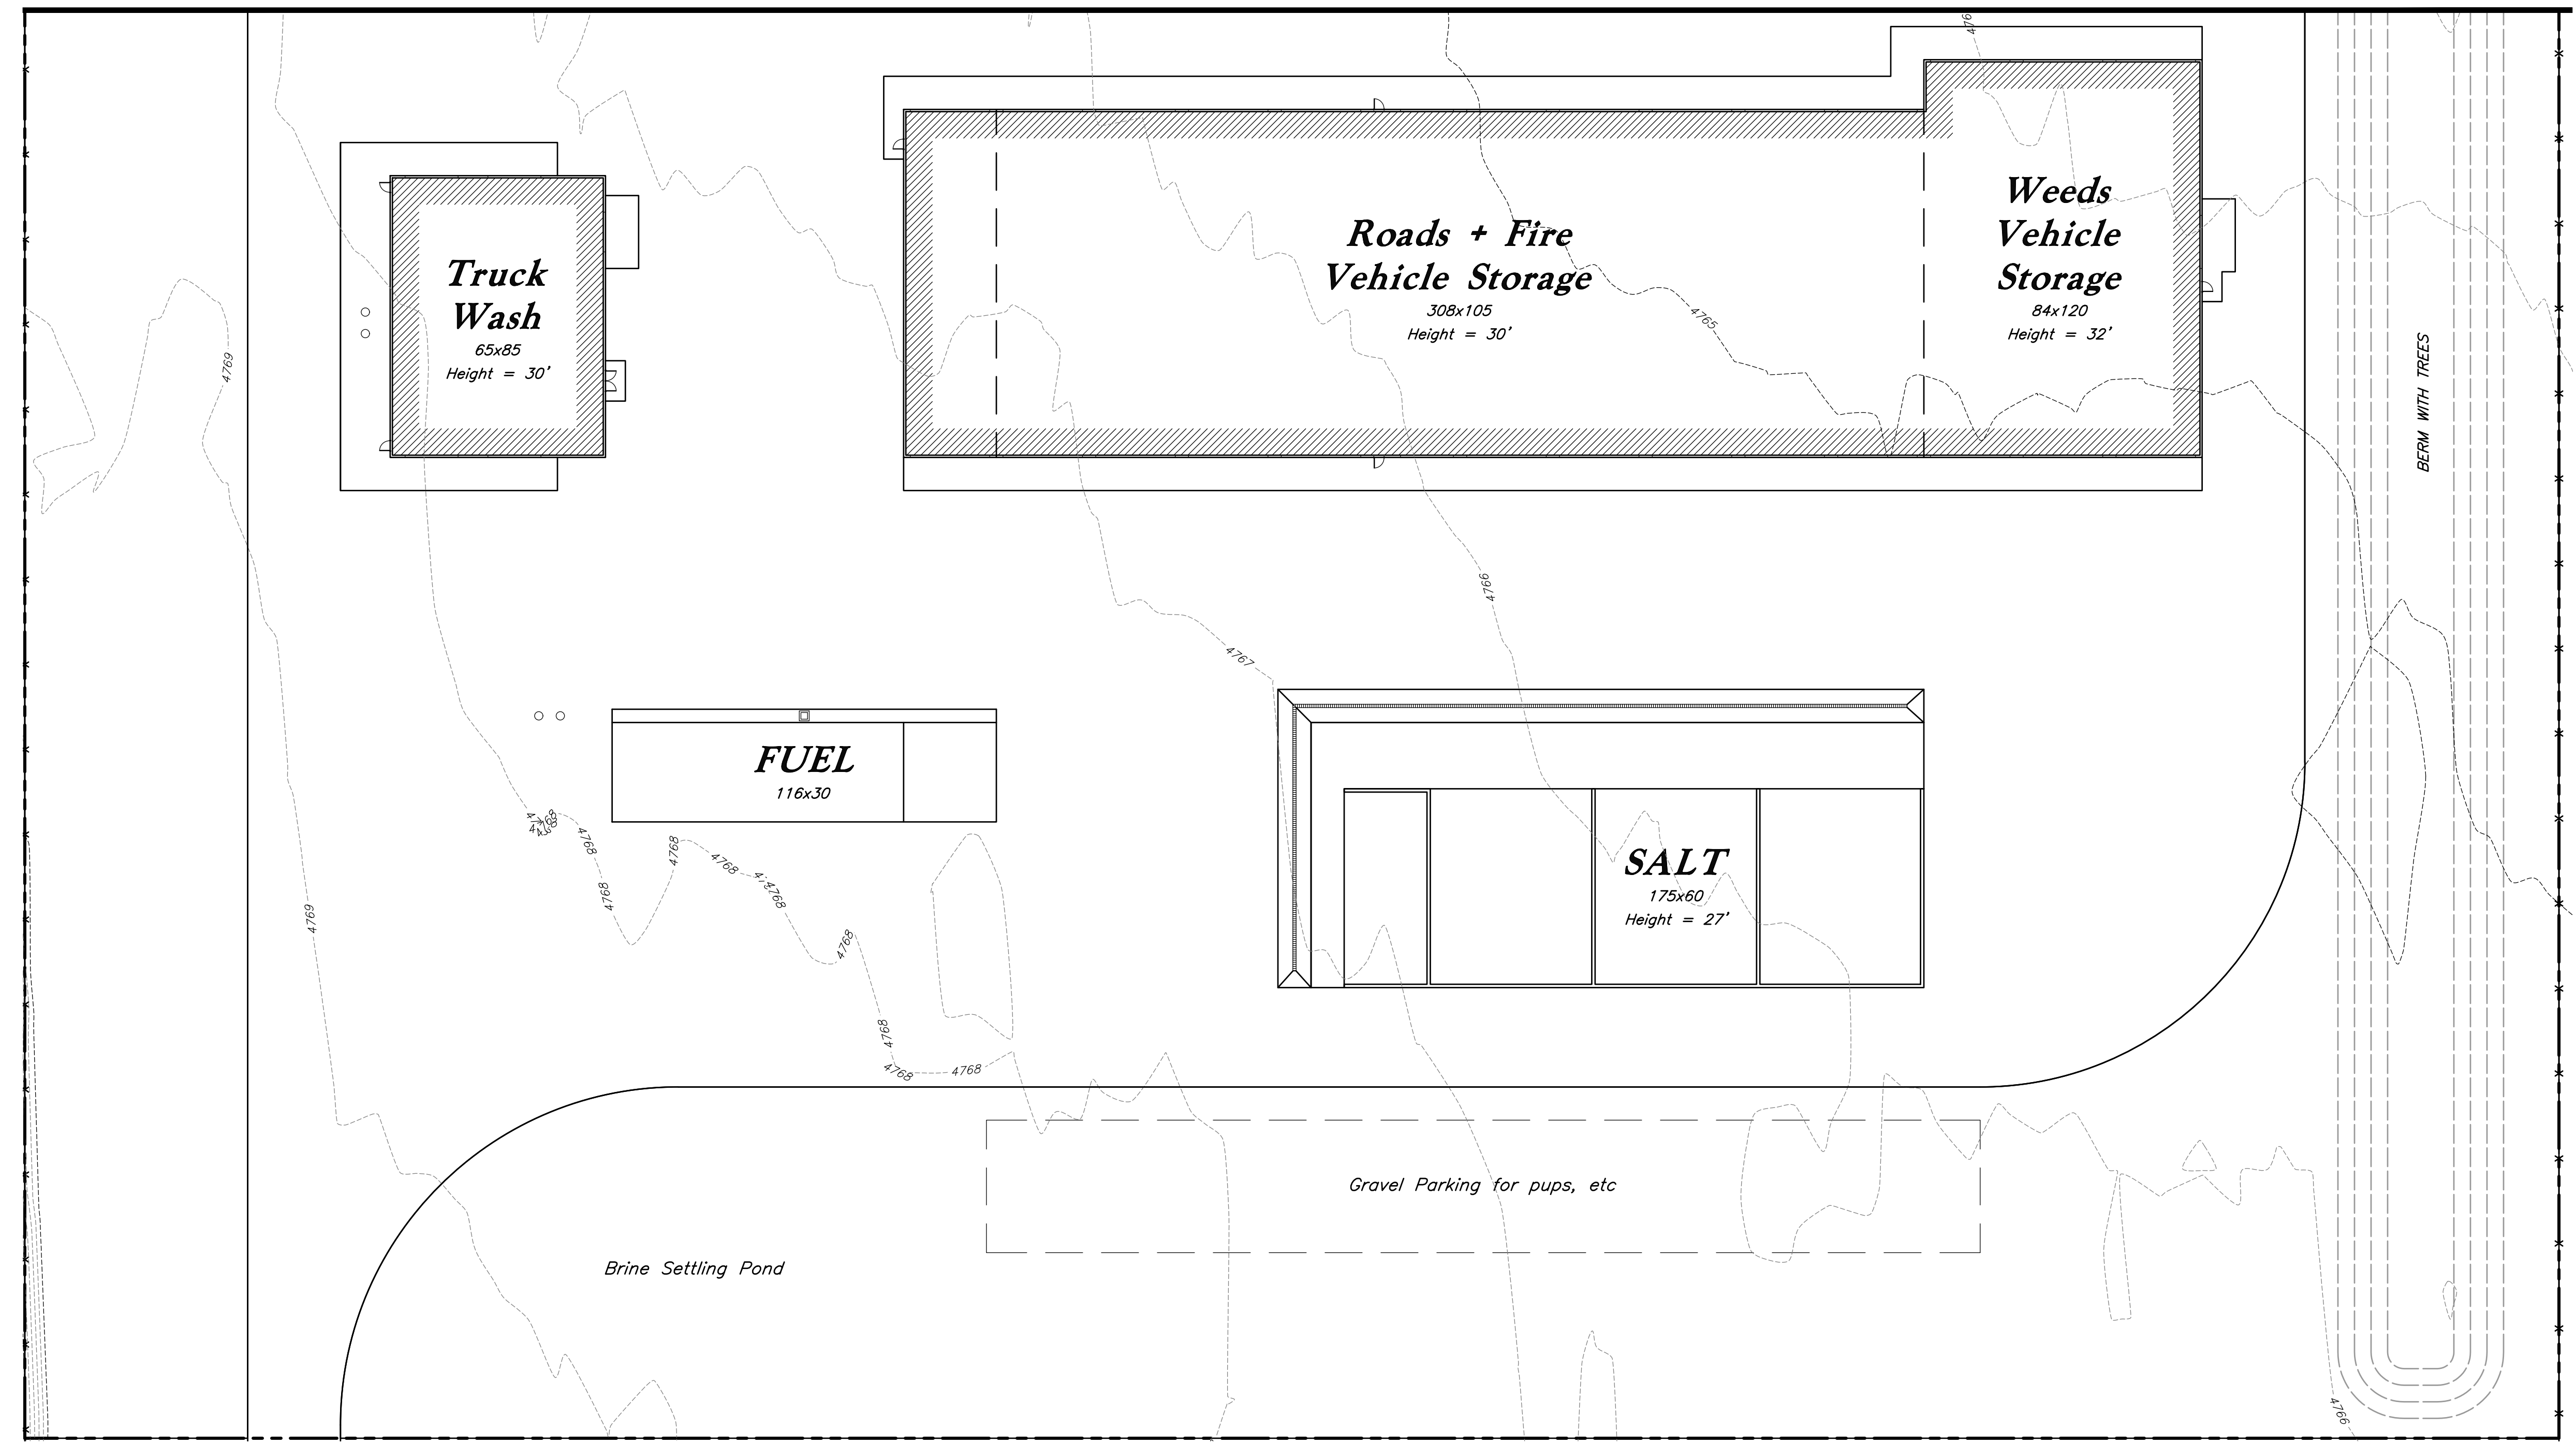 476
Truck
Wash
65x85
Height = 30'
Roads + Fire
Vehicle Storage
308x105
Height = 30'
Weeds
Vehicle
Storage
84x120
Height = 32'
4765
4769
BERM WITH TREES
4766
4767
FUEL
116x30
4768
4768
4768
4768
4768
4768
4768
4768
4768
4769
SALT
175x60
Height = 27'
Gravel Parking for pups, etc
Brine Settling Pond
4766